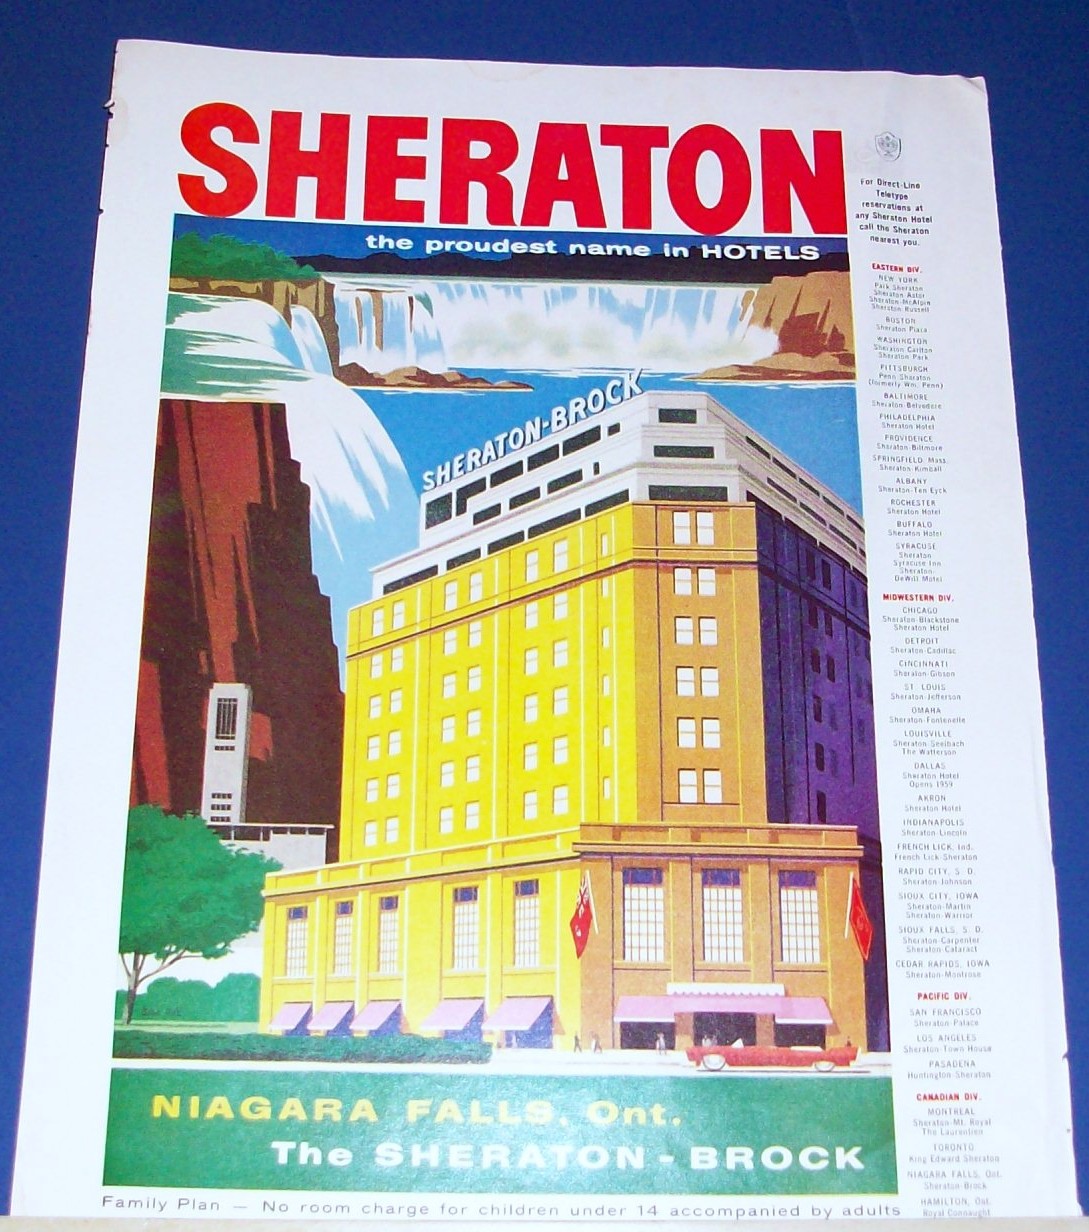 SHERATON
the proudest name in HOTELS
SHERATON-BROCK
NIAGARA FALLS, Ont.
The SHERATON - BROCK
Family Plan — No room charge for children under 14 accompanied by adults
For Direct-Line
Teletype
reservations at
any Sheraton Hotel
call the Sheraton
nearest you.
EASTERN DIV.
NEW YORK
Park Sheraton
Sheraton Astor
Sheraton-McAlpin
Sheraton Russell
BOSTON
Sheraton Plaza
WASHINGTON
Sheraton Carlton
Sheraton Park
PITTSBURGH
Penn Sheraton
(formerly Wm. Penn)
BALTIMORE
Sheraton-Belvedere
PHILADELPHIA
Sheraton Hotel
PROVIDENCE
Sheraton-Biltmore
SPRINGFIELD, Mass.
Sheraton-Kimball
ALBANY
Sheraton-Ten Eyck
ROCHESTER
Sheraton Hotel
BUFFALO
Sheraton Hotel
SYRACUSE
Sheraton
Syracuse Inn
Sheraton-
DeWitt Motel
MIDWESTERN DIV.
CHICAGO
Sheraton-Blackstone
Sheraton Hotel
DETROIT
Sheraton-Cadillac
CINCINNATI
Sheraton-Gibson
ST. LOUIS
Sheraton-Jefferson
OMAHA
Sheraton-Fontenelle
LOUISVILLE
Sheraton-Seelbach
The Watterson
DALLAS
Sheraton Hotel
Opens 1959
AKRON
Sheraton Hotel
INDIANAPOLIS
Sheraton-Lincoln
FRENCH LICK, Ind.
French Lick-Sheraton
RAPID CITY, S. D.
Sheraton-Johnson
SIOUX CITY, IOWA
Sheraton-Martin
Sheraton-Warrior
SIOUX FALLS, S. D.
Sheraton-Carpenter
Sheraton-Cataract
CEDAR RAPIDS, IOWA
Sheraton-Montrose
PACIFIC DIV.
SAN FRANCISCO
Sheraton-Palace
LOS ANGELES
Sheraton-Town House
PASADENA
Huntington-Sheraton
CANADIAN DIV.
MONTREAL
Sheraton-Mt. Royal
The Laurentien
TORONTO
King Edward Sheraton
NIAGARA FALLS, Ont.
Sheraton-Brock
HAMILTON, Ont.
Royal Connaught